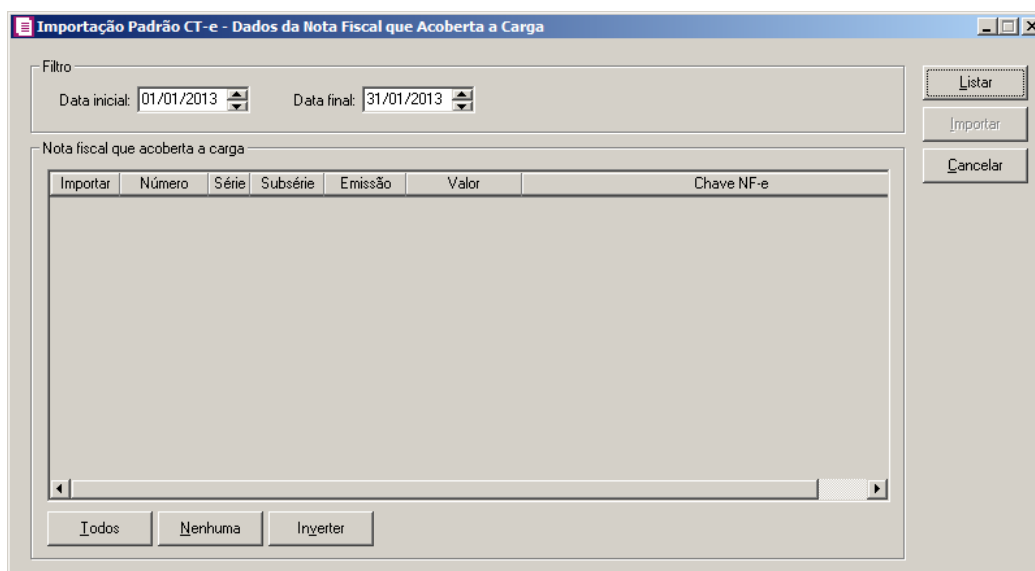 Importação Padrão CT-e - Dados da Nota Fiscal que Acoberta a Carga
Filtro
Data inicial: 01/01/2013 Data final: 31/01/2013
Listar
Importar
Cancelar
Nota fiscal que acoberta a carga
Importar Número Série Subsérie Emissão Valor Chave NF-e
Todos Nenhuma Inverter